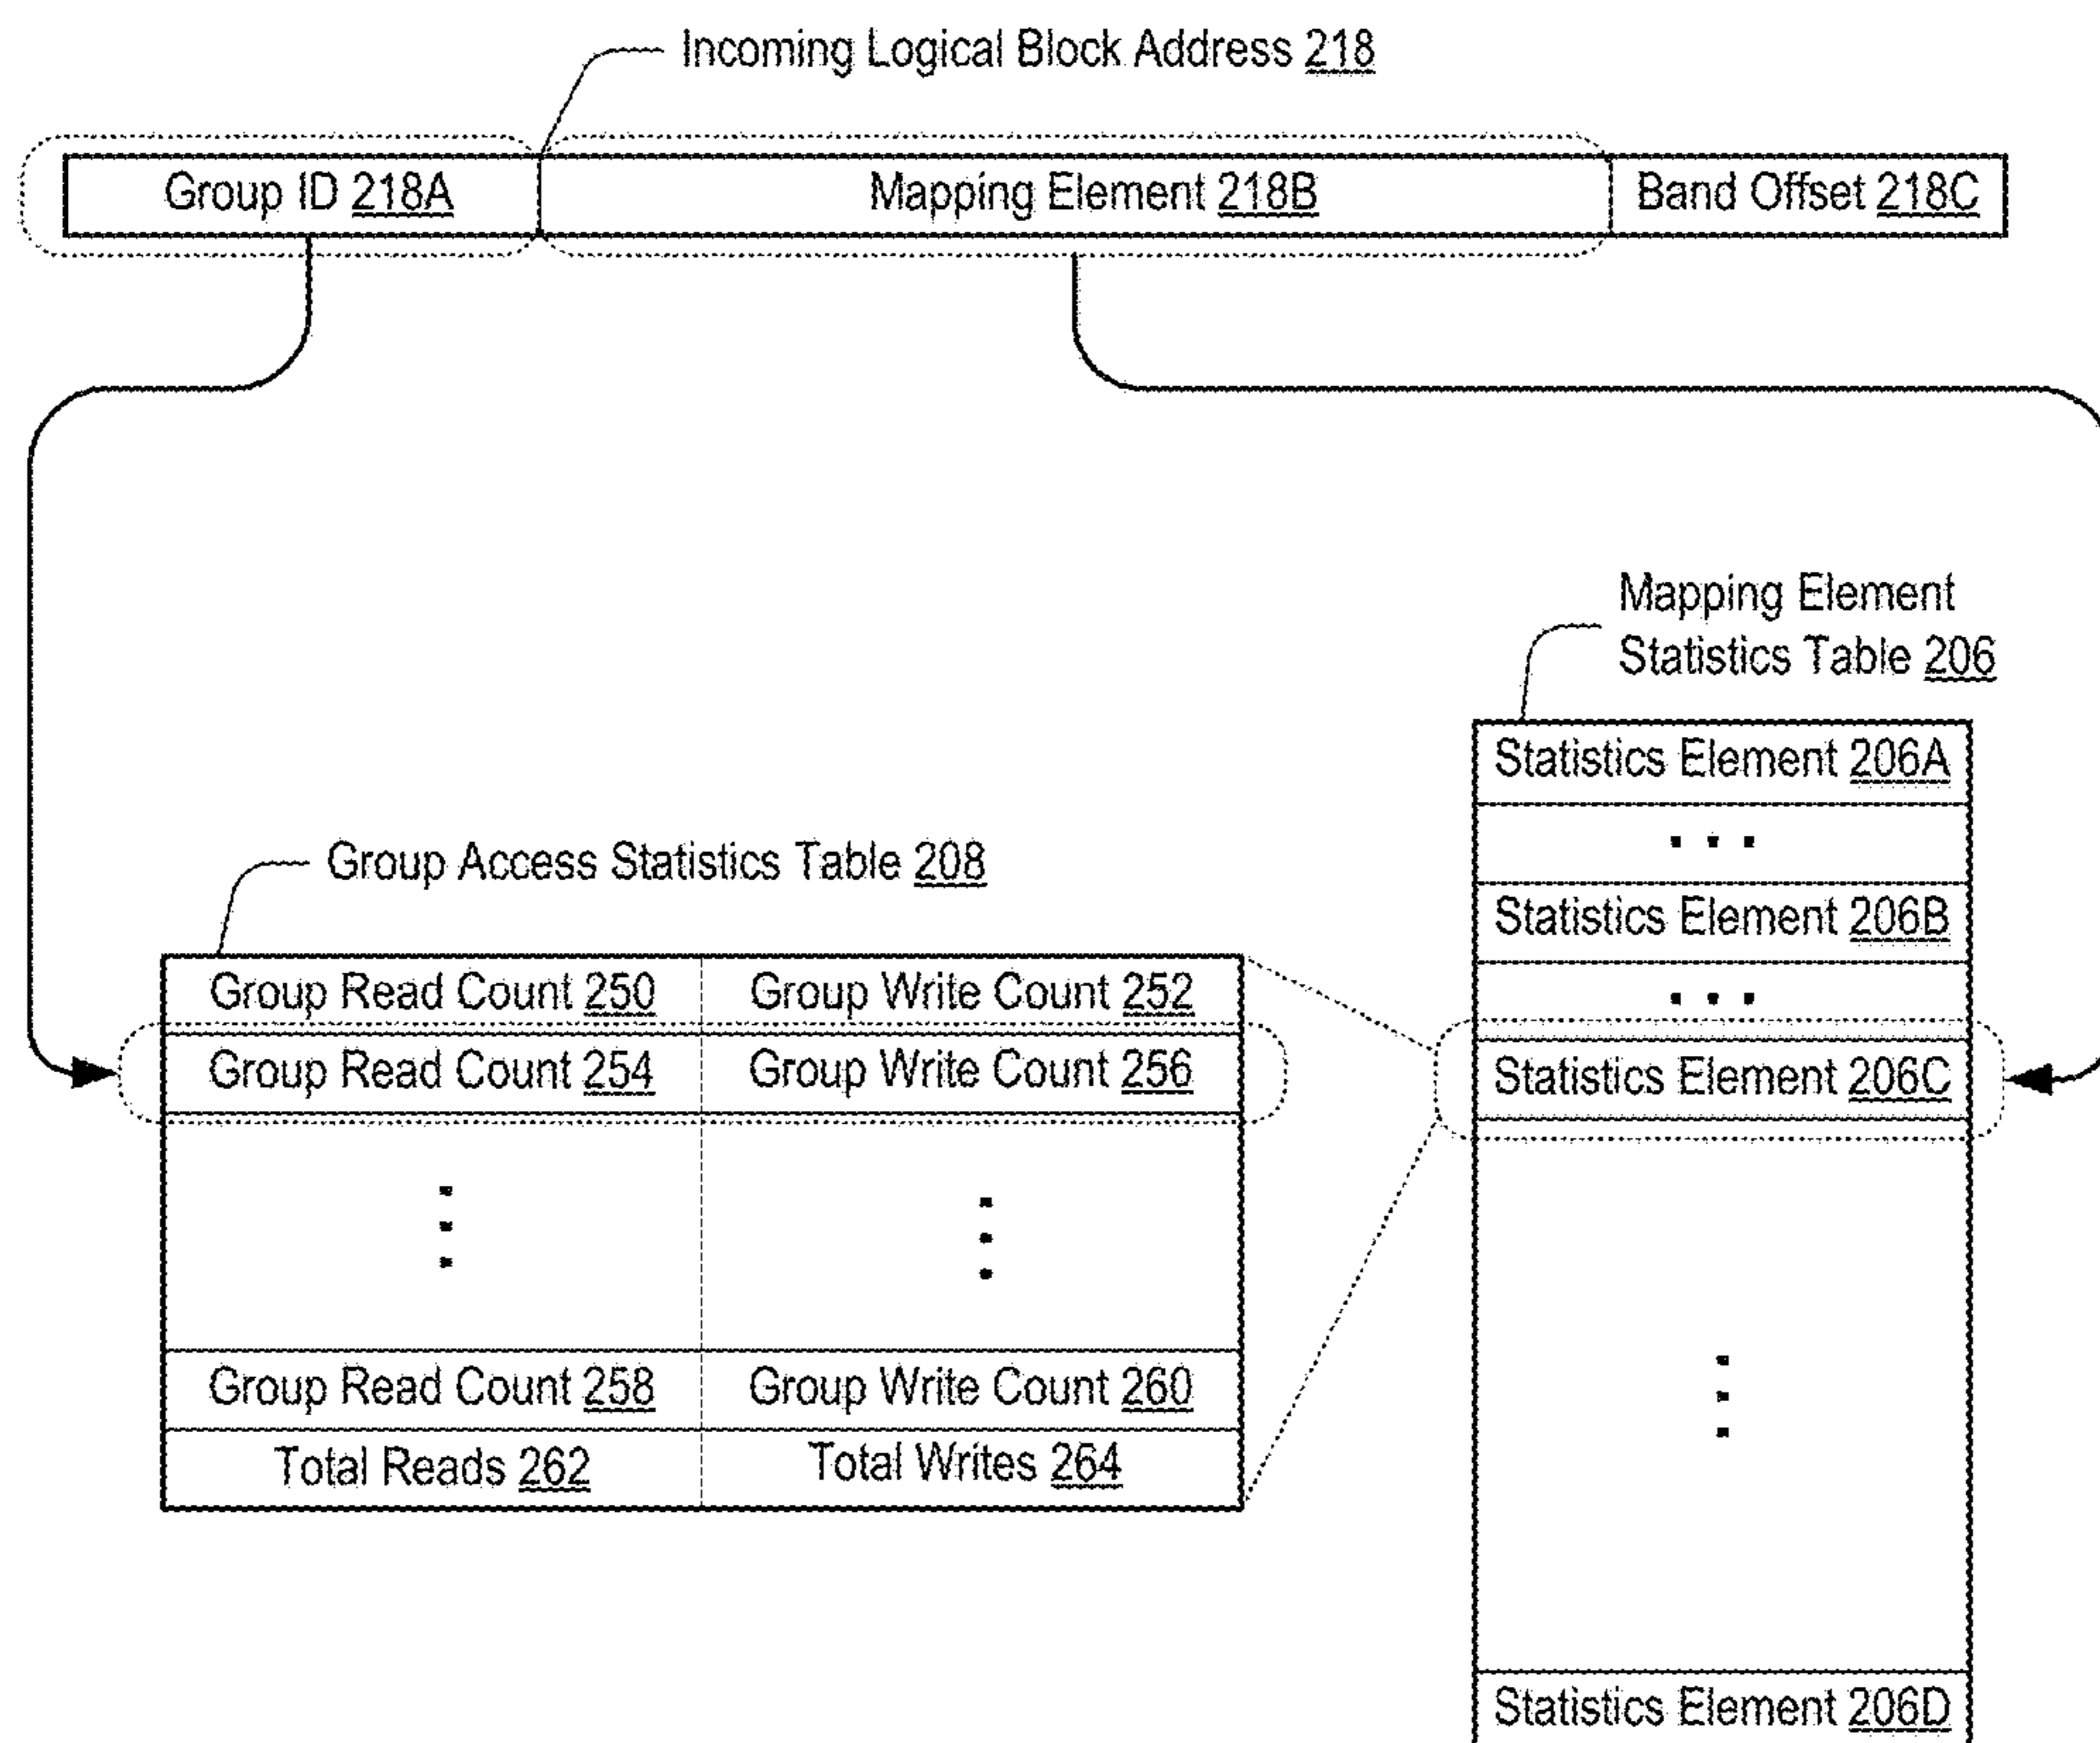 Incoming Logical Block Address 218
Group ID 218A Mapping Element 218B Band Offset 218C
Mapping Element
Statistics Table 206
Statistics Element 206A
. . .
Group Access Statistics Table 208
Statistics Element 206B
. . .
Group Read Count 250 Group Write Count 252
Group Read Count 254 Group Write Count 256
Statistics Element 206C
Group Read Count 258 Group Write Count 260
Total Reads 262 Total Writes 264
Statistics Element 206D